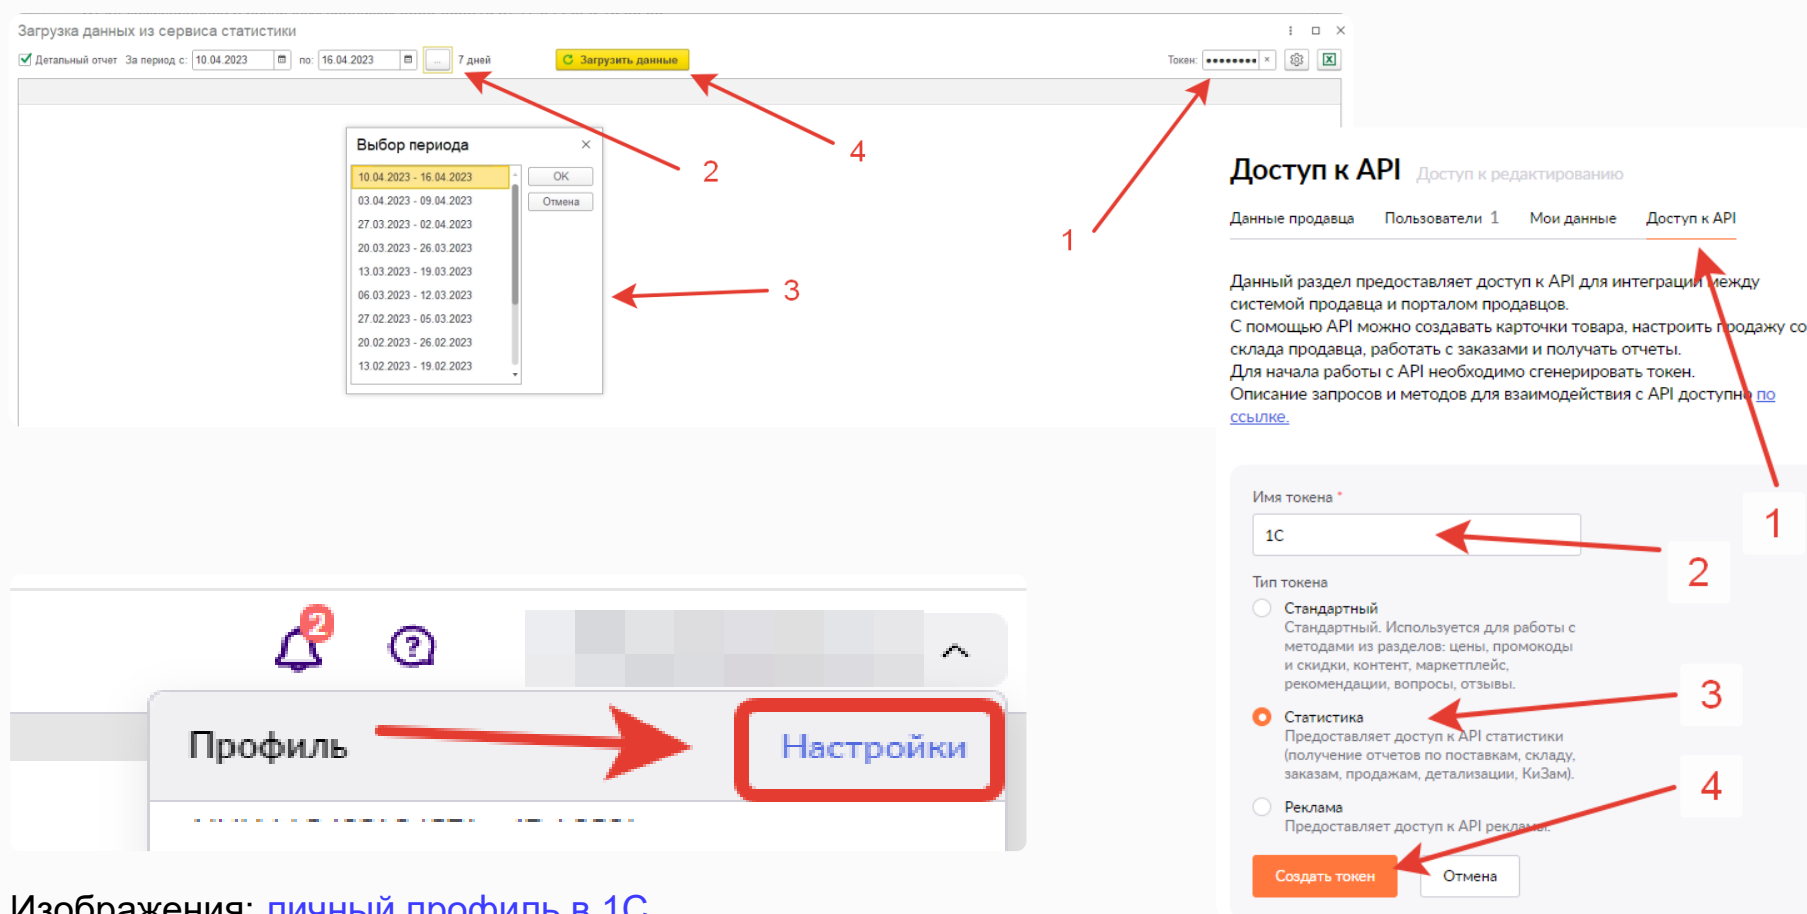 Загрузка данных из сервиса статистики
Детальный отчет За период с: 10.04.2023 по: 16.04.2023 ... 7 дней Загрузить данные Токен: ••••••••
2
4
1
3
Выбор периода
10.04.2023 - 16.04.2023
03.04.2023 - 09.04.2023
27.03.2023 - 02.04.2023
20.03.2023 - 26.03.2023
13.03.2023 - 19.03.2023
06.03.2023 - 12.03.2023
27.02.2023 - 05.03.2023
20.02.2023 - 26.02.2023
13.02.2023 - 19.02.2023
OK
Отмена
Доступ к API Доступ к редактированию
Данные продавца Пользователи 1 Мои данные Доступ к API
Данный раздел предоставляет доступ к API для интеграции между
системой продавца и порталом продавцов.
С помощью API можно создавать карточки товара, настроить продажу со
склада продавца, работать с заказами и получать отчеты.
Для начала работы с API необходимо сгенерировать токен.
Описание запросов и методов для взаимодействия с API доступно по
ссылке.
1
Имя токена *
1С
2
Тип токена
Стандартный
Стандартный. Используется для работы с
методами из разделов: цены, промокоды
и скидки, контент, маркетплейс,
рекомендации, вопросы, отзывы.
3
Статистика
Предоставляет доступ к API статистики
(получение отчетов по поставкам, складу,
заказам, продажам, детализации, КиЗам).
4
Реклама
Предоставляет доступ к API рекламы.
Создать токен
Отмена
2
?
Профиль
Настройки
Изображения: личный профиль в 1С